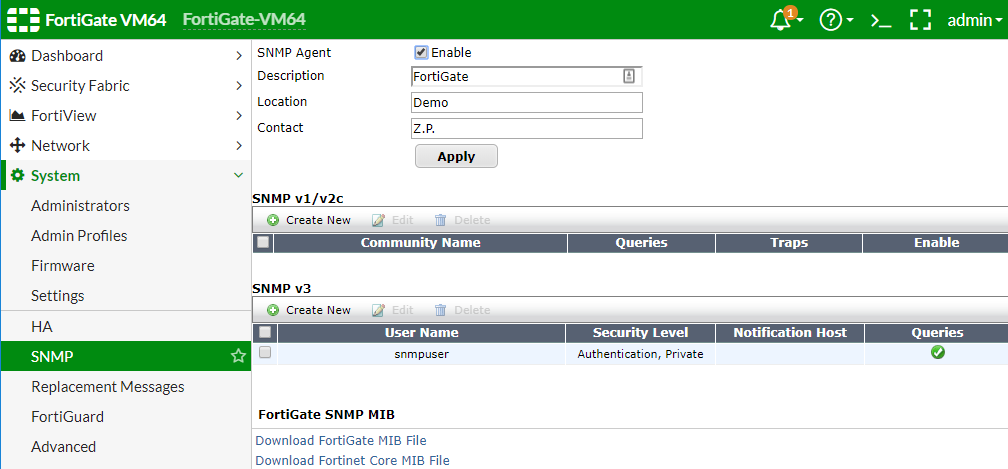 FortiGate VM64 FortiGate-VM64 1 admin
Dashboard
Security Fabric
FortiView
Network
System
Administrators
Admin Profiles
Firmware
Settings
HA
SNMP
Replacement Messages
FortiGuard
Advanced
SNMP Agent Enable
Description FortiGate
Location Demo
Contact Z.P.
Apply
SNMP v1/v2c
Create New Edit Delete
Community Name Queries Traps Enable
SNMP v3
Create New Edit Delete
User Name Security Level Notification Host Queries
snmpuser Authentication, Private
FortiGate SNMP MIB
Download FortiGate MIB File
Download Fortinet Core MIB File